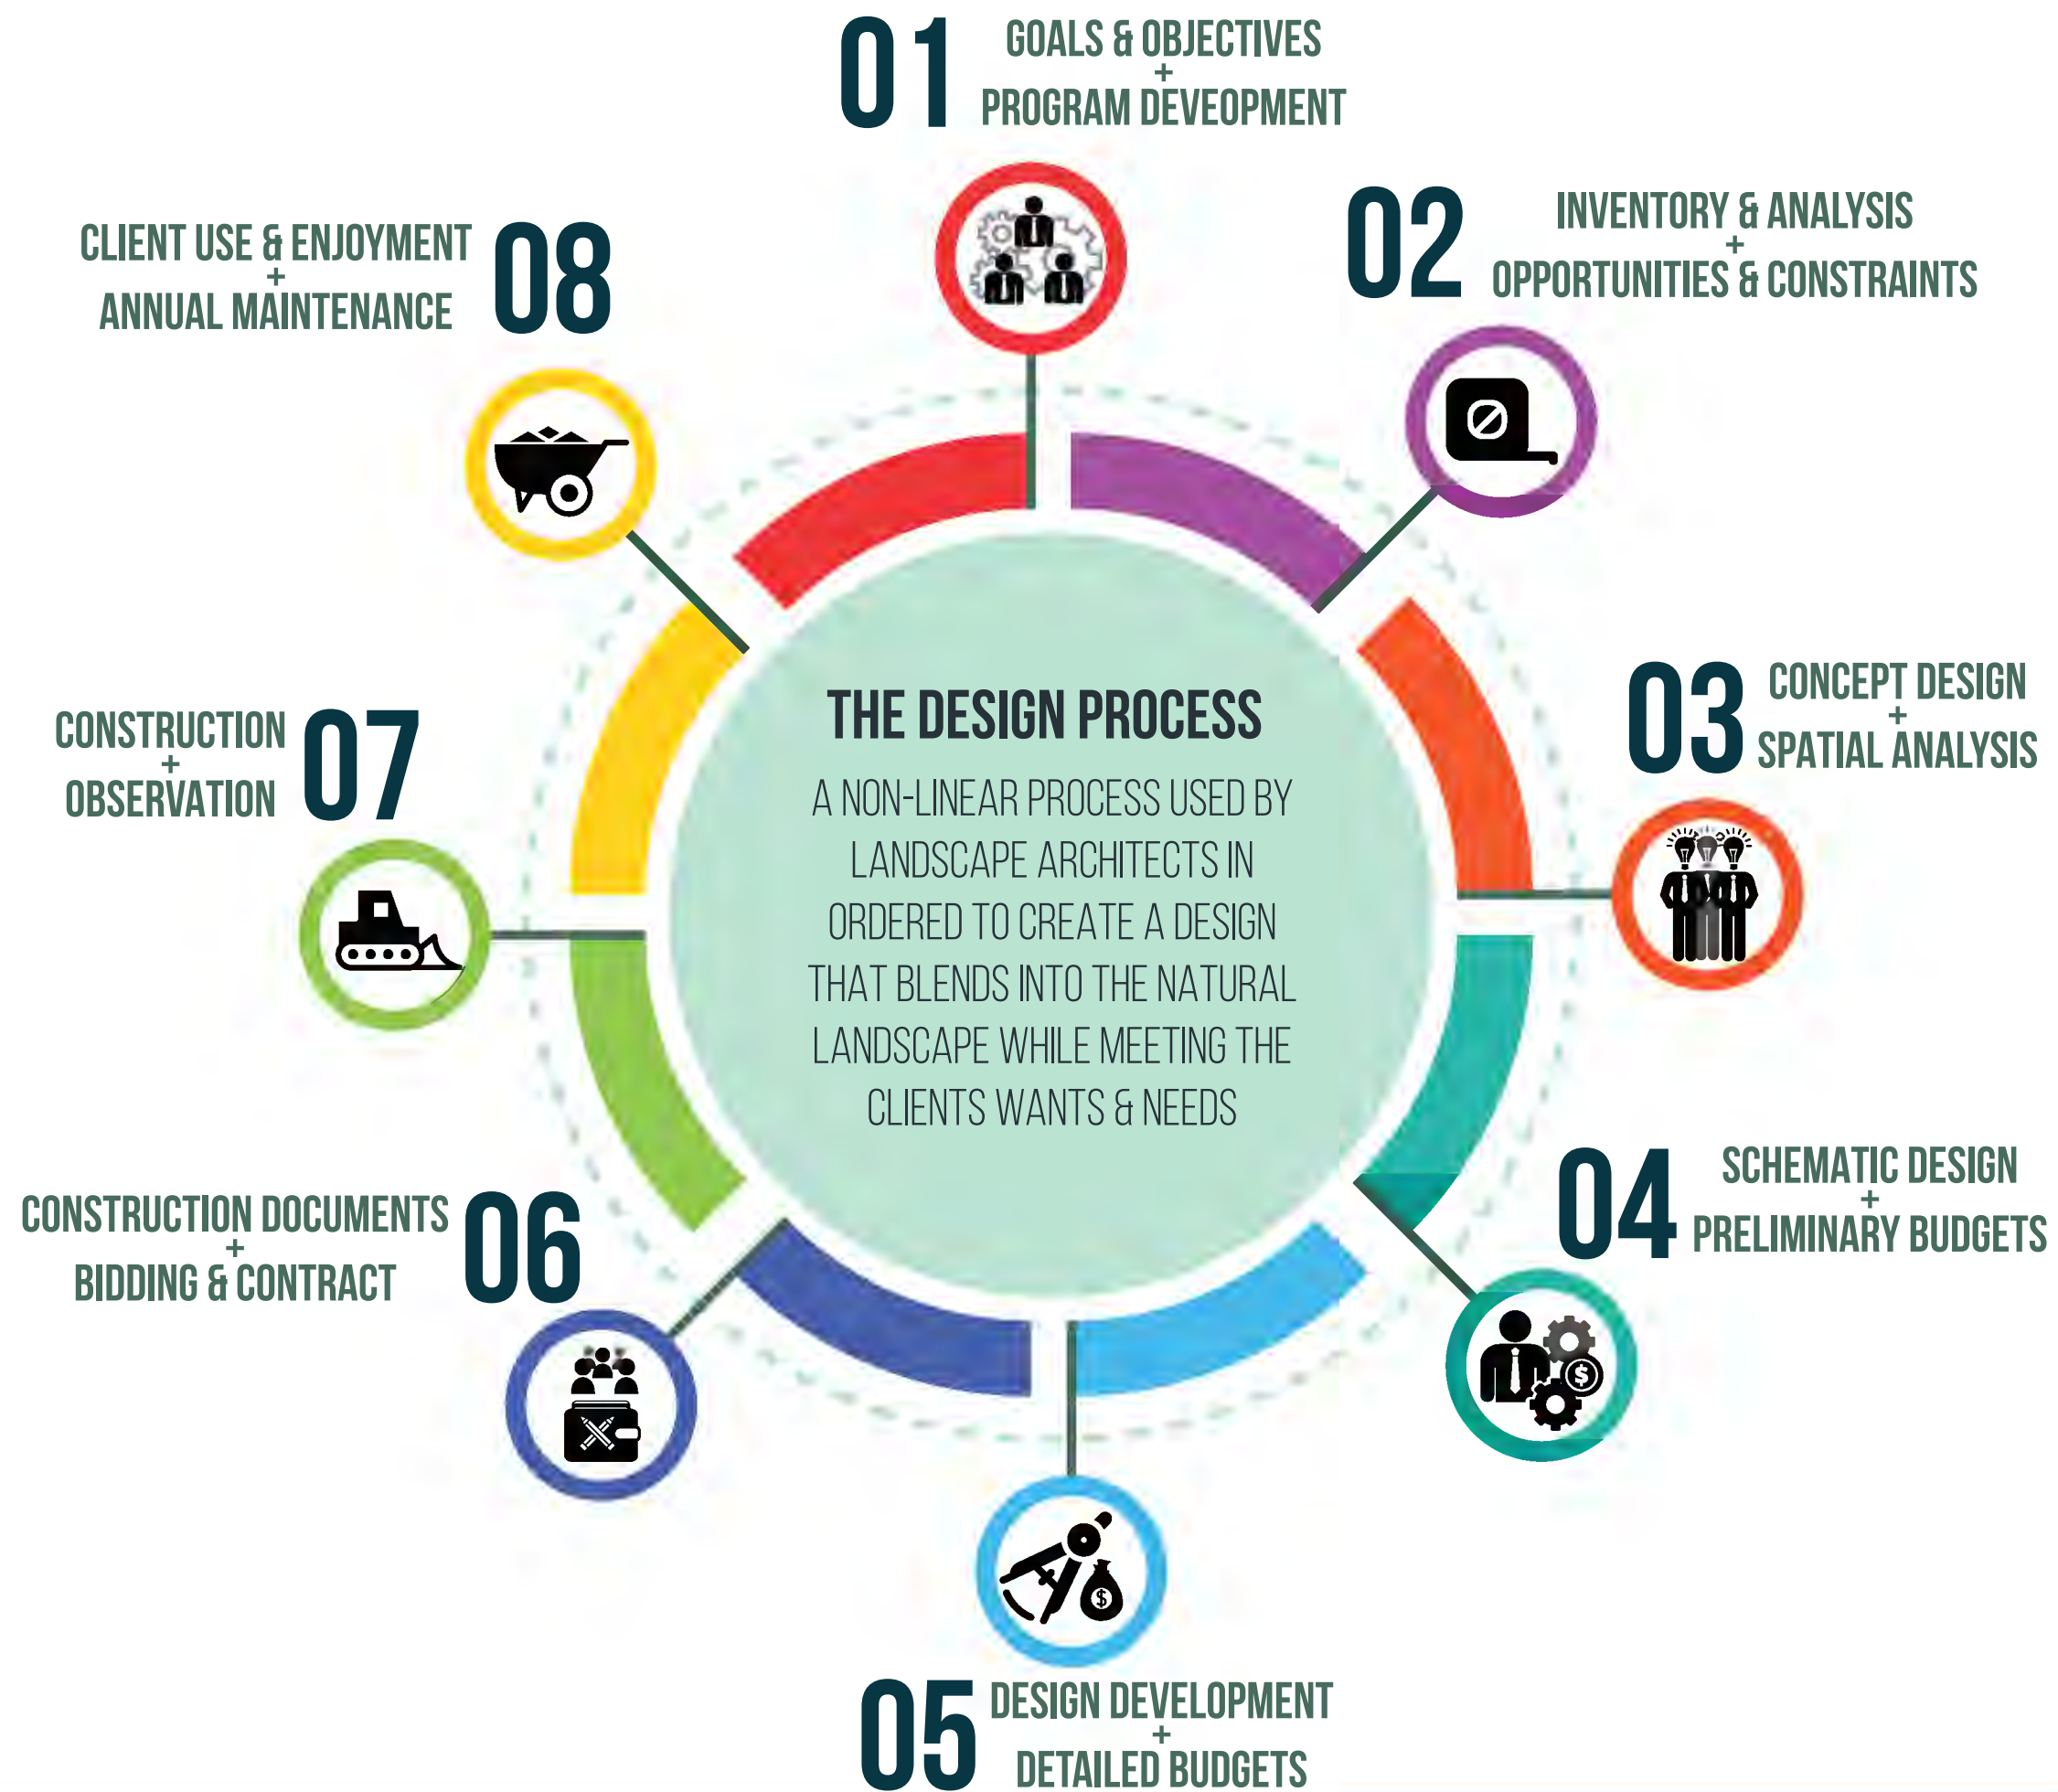 01
GOALS & OBJECTIVES
+
PROGRAM DEVEOPMENT
02
INVENTORY & ANALYSIS
+
OPPORTUNITIES & CONSTRAINTS
03
CONCEPT DESIGN
+
SPATIAL ANALYSIS
04
SCHEMATIC DESIGN
+
PRELIMINARY BUDGETS
$
05
DESIGN DEVELOPMENT
+
DETAILED BUDGETS
$
06
CONSTRUCTION DOCUMENTS
+
BIDDING & CONTRACT
07
CONSTRUCTION
+
OBSERVATION
08
CLIENT USE & ENJOYMENT
+
ANNUAL MAINTENANCE
THE DESIGN PROCESS
A NON-LINEAR PROCESS USED BY
LANDSCAPE ARCHITECTS IN
ORDERED TO CREATE A DESIGN
THAT BLENDS INTO THE NATURAL
LANDSCAPE WHILE MEETING THE
CLIENTS WANTS & NEEDS